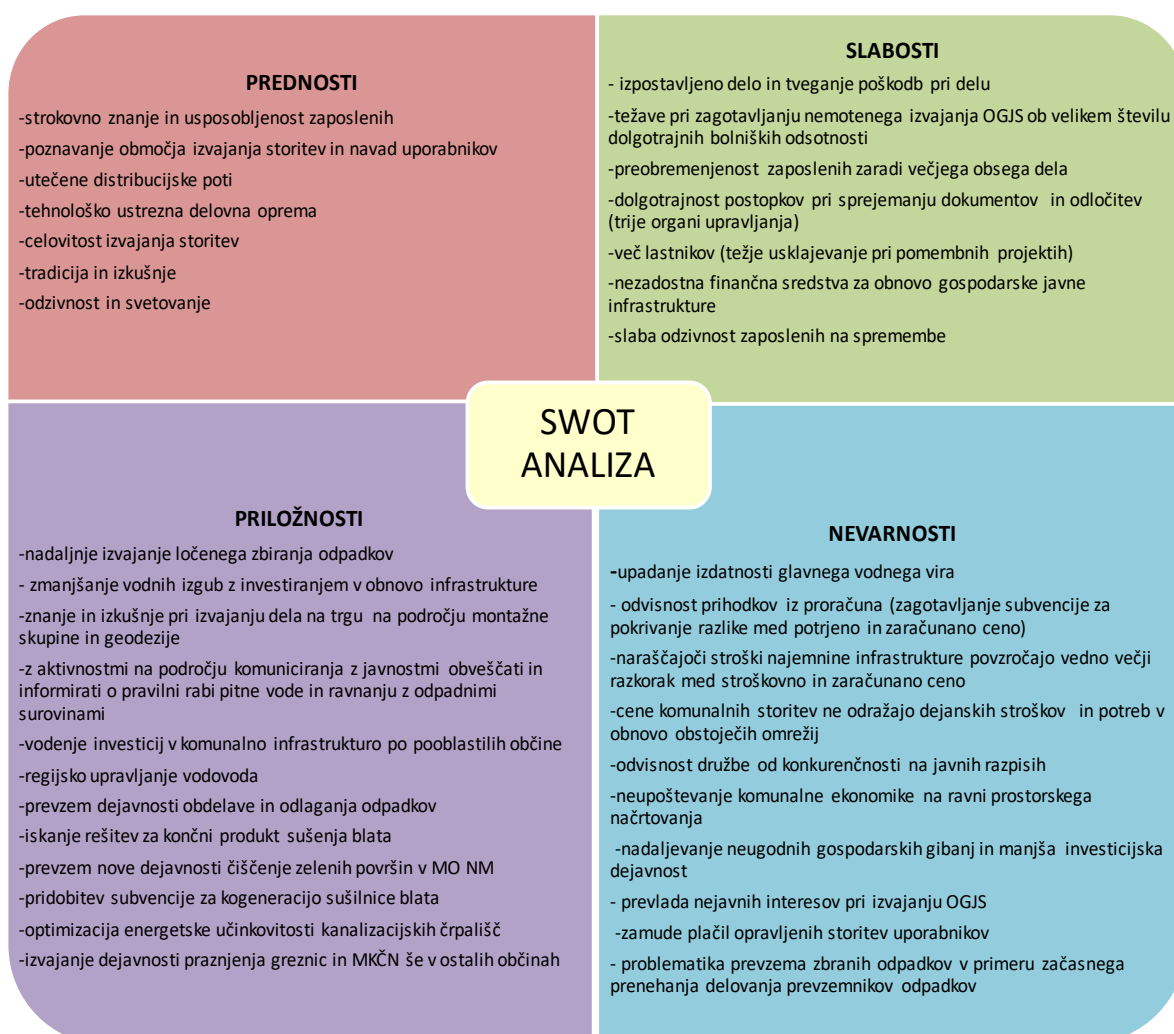 PREDNOSTI
-strokovno znanje in usposobljenost zaposlenih
-poznavanje območja izvajanja storitev in navad uporabnikov
-utečene distribucijske poti
-tehnološko ustrezna delovna oprema
-celovitost izvajanja storitev
-tradicija in izkušnje
-odzivnost in svetovanje
SLABOSTI
- izpostavljeno delo in tveganje poškodb pri delu
-težave pri zagotavljanju nemotenega izvajanja OGJS ob velikem številu
dolgotrajnih bolniških odsotnosti
-preobremenjenost zaposlenih zaradi večjega obsega dela
-dolgotrajnost postopkov pri sprejemanju dokumentov in odločitev
(trije organi upravljanja)
-več lastnikov (težje usklajevanje pri pomembnih projektih)
-nezadostna finančna sredstva za obnovo gospodarske javne
infrastrukture
-slaba odzivnost zaposlenih na spremembe
SWOT
ANALIZA
PRILOŽNOSTI
-nadaljnje izvajanje ločenega zbiranja odpadkov
- zmanjšanje vodnih izgub z investiranjem v obnovo infrastrukture
-znanje in izkušnje pri izvajanju dela na trgu na področju montažne
skupine in geodezije
-z aktivnostmi na področju komuniciranja z javnostmi obveščati in
informirati o pravilni rabi pitne vode in ravnanju z odpadnimi
surovinami
-vodenje investicij v komunalno infrastrukturo po pooblastilih občine
-regijsko upravljanje vodovoda
-prevzem dejavnosti obdelave in odlaganja odpadkov
-iskanje rešitev za končni produkt sušenja blata
-prevzem nove dejavnosti čiščenje zelenih površin v MO NM
-pridobitev subvencije za kogeneracijo sušilnice blata
-optimizacija energetske učinkovitosti kanalizacijskih črpališč
-izvajanje dejavnosti praznjenja greznic in MKČN še v ostalih občinah
NEVARNOSTI
-upadanje izdatnosti glavnega vodnega vira
- odvisnost prihodkov iz proračuna (zagotavljanje subvencije za
pokrivanje razlike med potrjeno in zaračunano ceno)
-naraščajoči stroški najemnine infrastrukture povzročajo vedno večji
razkorak med stroškovno in zaračunano ceno
-cene komunalnih storitev ne odražajo dejanskih stroškov in potreb v
obnovo obstoječih omrežij
-odvisnost družbe od konkurenčnosti na javnih razpisih
-neupoštevanje komunalne ekonomike na ravni prostorskega
načrtovanja
-nadaljevanje neugodnih gospodarskih gibanj in manjša investicijska
dejavnost
- prevlada nejavnih interesov pri izvajanju OGJS
-zamude plačil opravljenih storitev uporabnikov
- problematika prevzema zbranih odpadkov v primeru začasnega
prenehanja delovanja prevzemnikov odpadkov